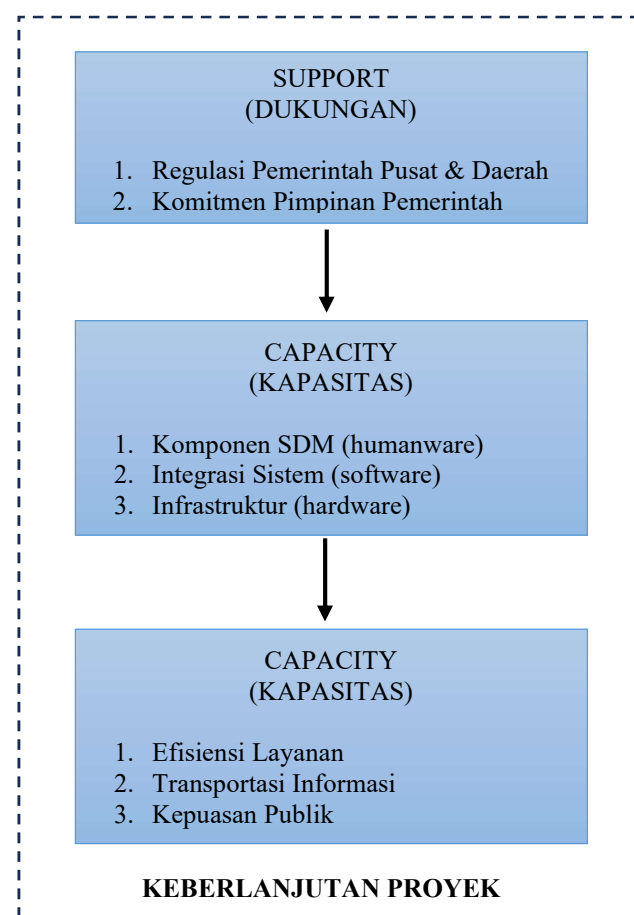 SUPPORT
(DUKUNGAN)
1. Regulasi Pemerintah Pusat & Daerah
2. Komitmen Pimpinan Pemerintah
CAPACITY
(KAPASITAS)
1. Komponen SDM (humanware)
2. Integrasi Sistem (software)
3. Infrastruktur (hardware)
CAPACITY
(KAPASITAS)
1. Efisiensi Layanan
2. Transportasi Informasi
3. Kepuasan Publik
KEBERLANJUTAN PROYEK